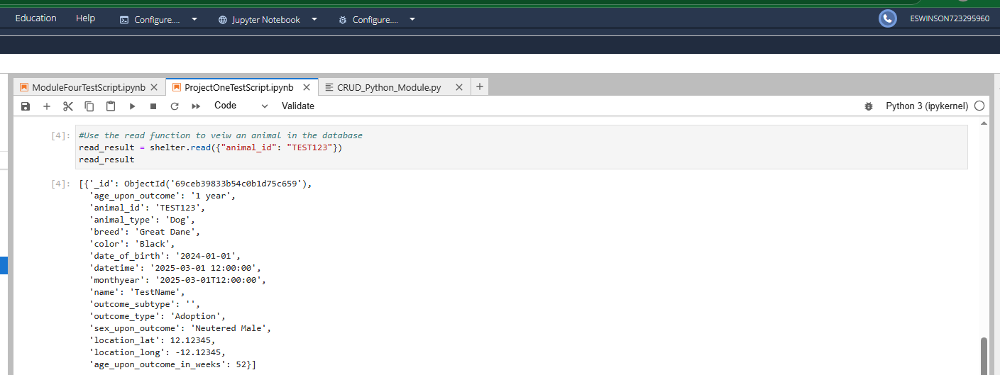 Education Help Configure.... Jupyter Notebook Configure.... ESWINSON723295960
ModuleFourTestScript.ipynb ProjectOneTestScript.ipynb CRUD_Python_Module.py
Code Validate Python 3 (ipykernel)
[4]: #Use the read function to veiw an animal in the database
read_result = shelter.read({"animal_id": "TEST123"})
read_result
[4]: [{'_id': ObjectId('69ceb39833b54c0b1d75c659'),
'age_upon_outcome': '1 year',
'animal_id': 'TEST123',
'animal_type': 'Dog',
'breed': 'Great Dane',
'color': 'Black',
'date_of_birth': '2024-01-01',
'datetime': '2025-03-01 12:00:00',
'monthyear': '2025-03-01T12:00:00',
'name': 'TestName',
'outcome_subtype': '',
'outcome_type': 'Adoption',
'sex_upon_outcome': 'Neutered Male',
'location_lat': 12.12345,
'location_long': -12.12345,
'age_upon_outcome_in_weeks': 52}]